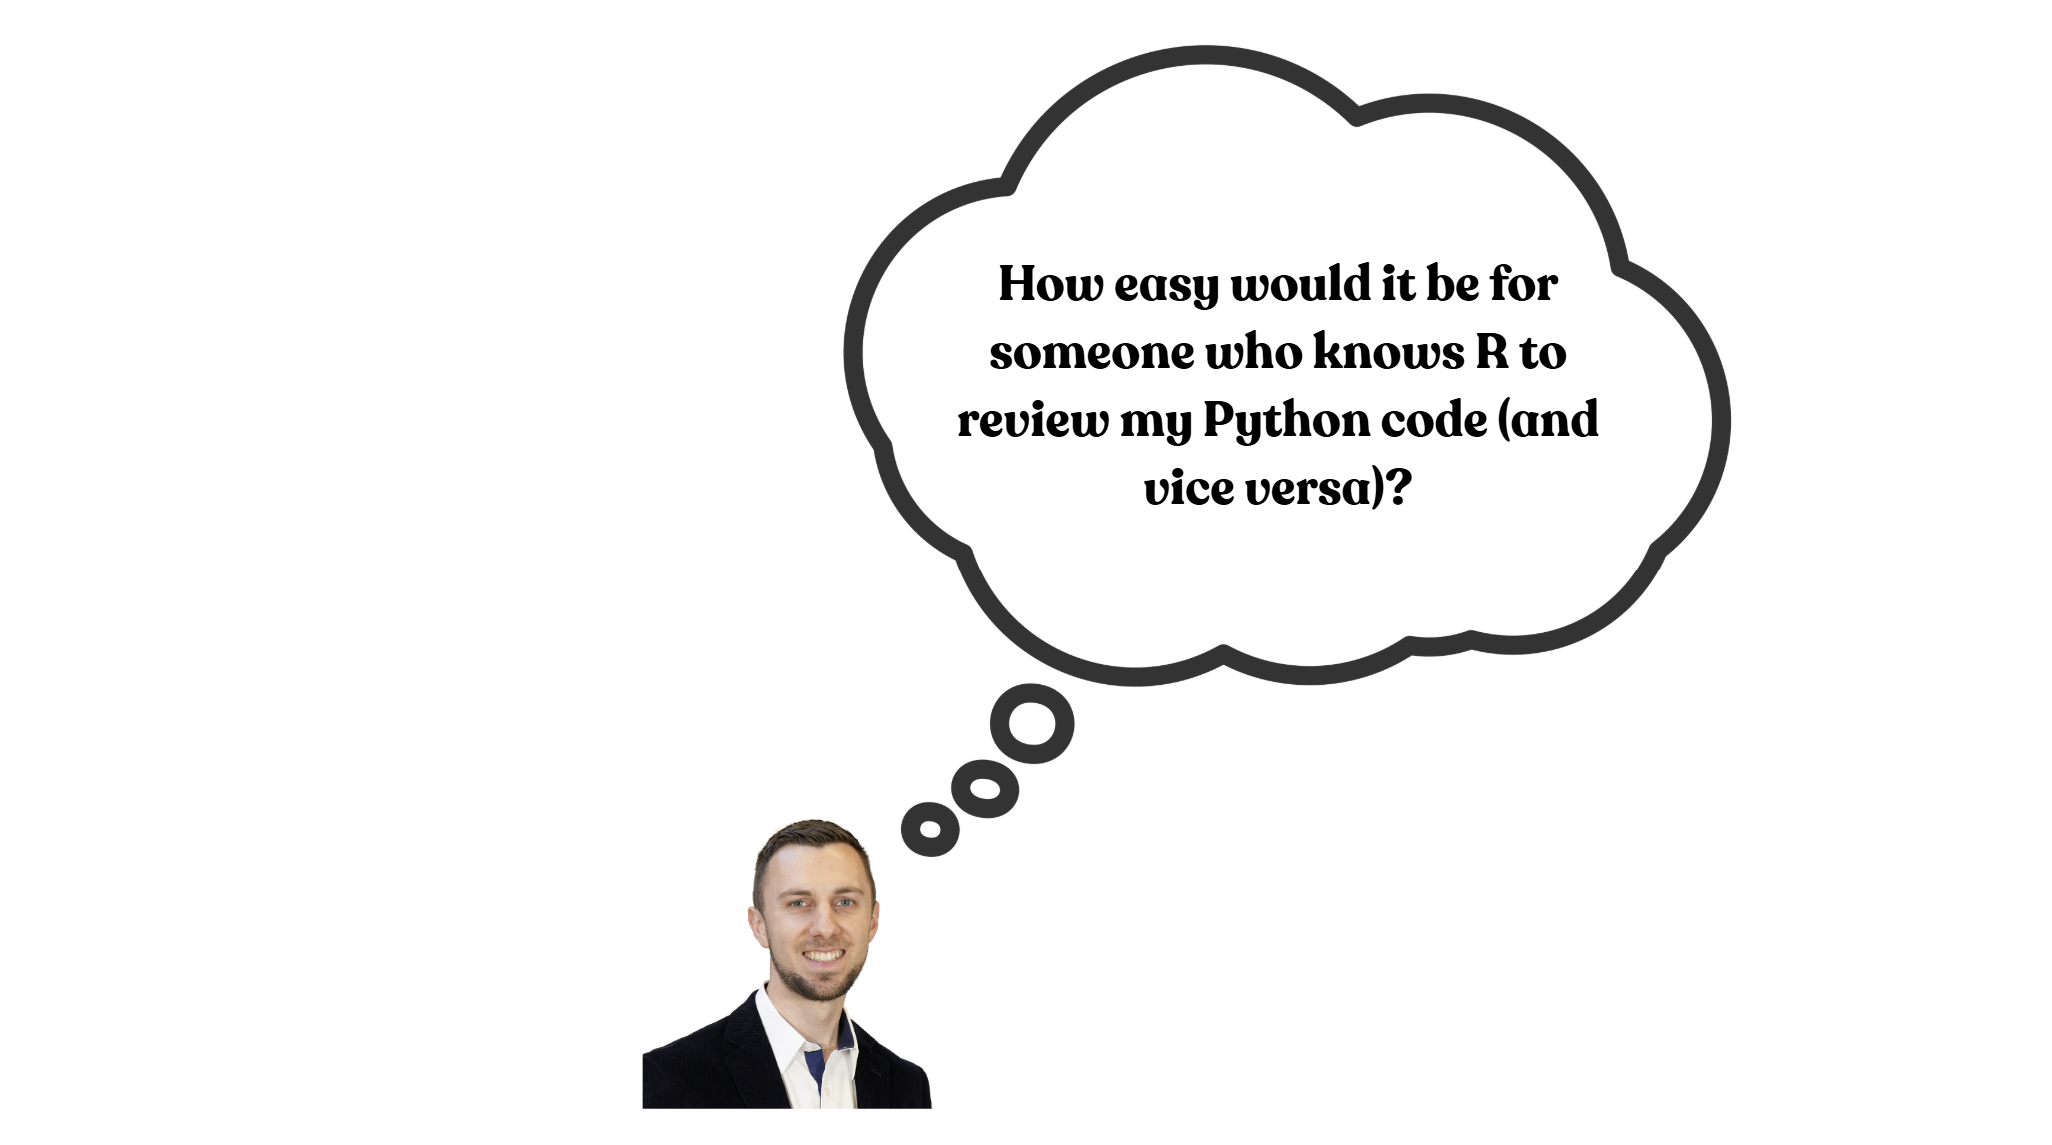 How easy would it be for
someone who knows R to
review my Python code (and
vice versa)?